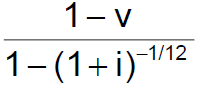 1 – v
1 – (1 + i)^–1/12